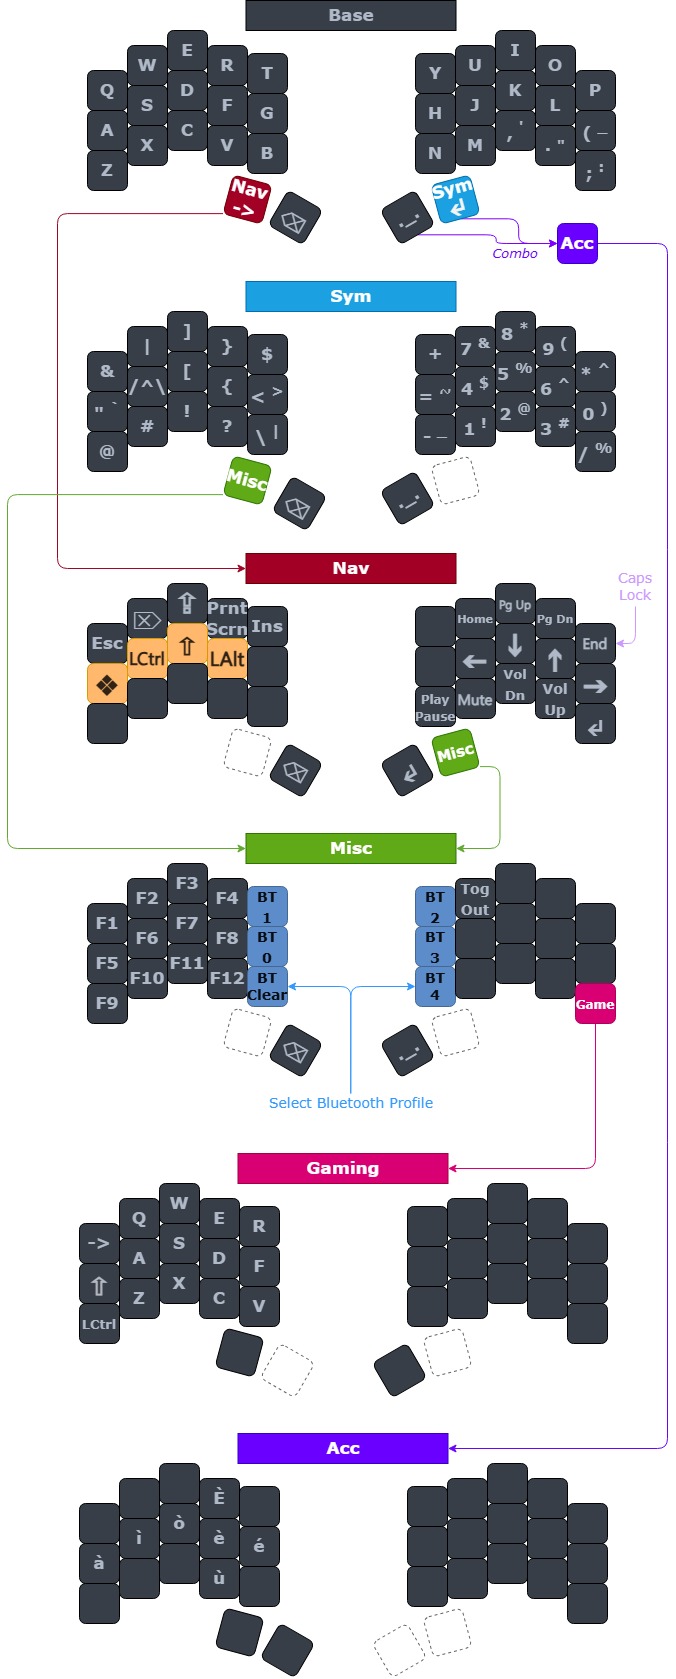 Base
Q W E R T Y U I O P
A S D F G H J K L ( _
Z X C V B N M , ' . " ; :
Nav -> Sym
Acc
Combo
Sym
& | ] } $ + 7 & 8 * 9 ( * ^
" ` /^\ [ { < > = ~ 4 $ 5 % 6 ^ 0 )
@ # ! ? \ | - _ 1 ! 2 @ 3 # / %
Misc
Nav
Caps
Lock
Esc Prnt Scrn Ins Home Pg Up Pg Dn End
LCtrl ⇧ LAlt ← ↓ ↑ →
Play Pause Mute Vol Dn Vol Up
Misc
Misc
F1 F2 F3 F4 BT 1 BT 2 Tog Out
F5 F6 F7 F8 BT 0 BT 3
F9 F10 F11 F12 BT Clear BT 4 Game
Select Bluetooth Profile
Gaming
-> Q W E R
⇧ A S D F
LCtrl Z X C V
Acc
È
à ì ò è é
ù